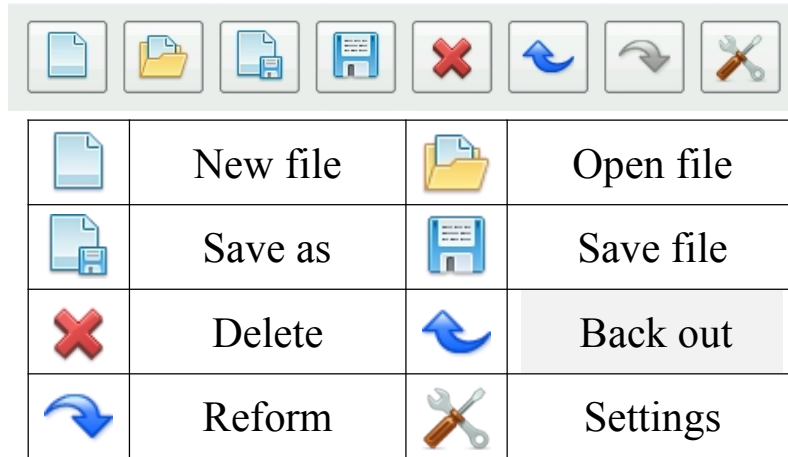 New file
Open file
Save as
Save file
Delete
Back out
Reform
Settings